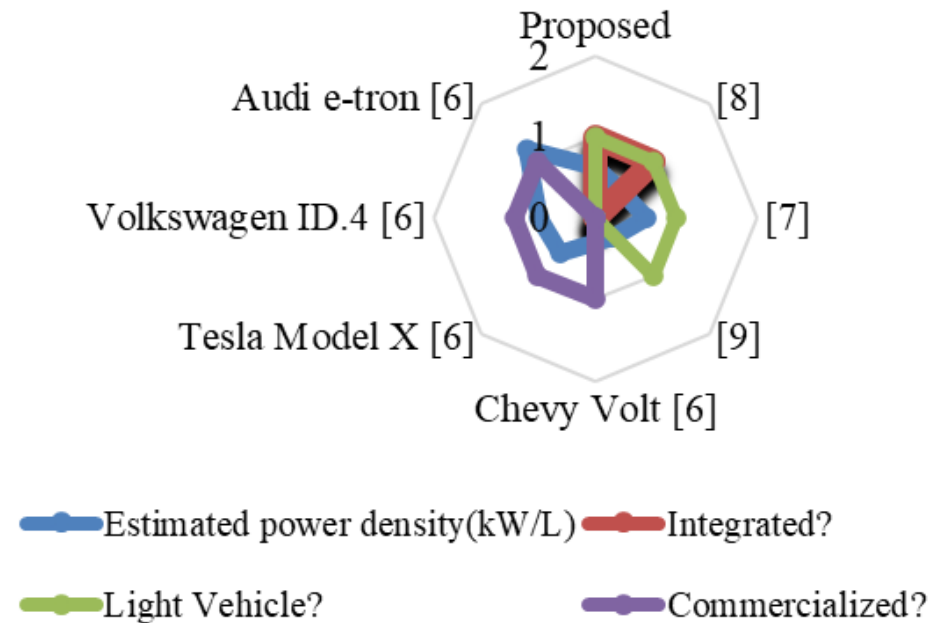 Proposed
2
Audi e-tron [6]
[8]
1
Volkswagen ID.4 [6]
0
[7]
Tesla Model X [6]
[9]
Chevy Volt [6]
Estimated power density(kW/L)
Integrated?
Light Vehicle?
Commercialized?